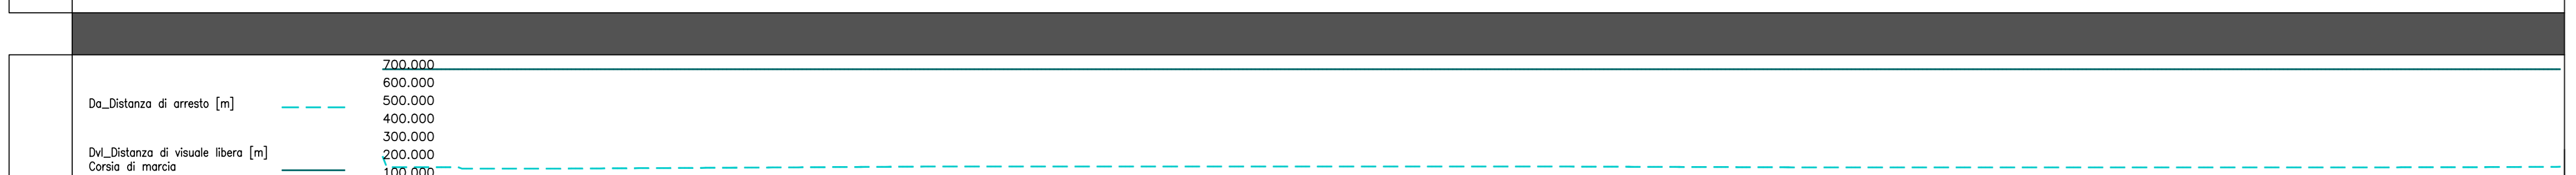 700.000
600.000
Da_Distanza di arresto [m]
500.000
400.000
300.000
Dvl_Distanza di visuale libera [m]
200.000
Corsia di marcia
100.000